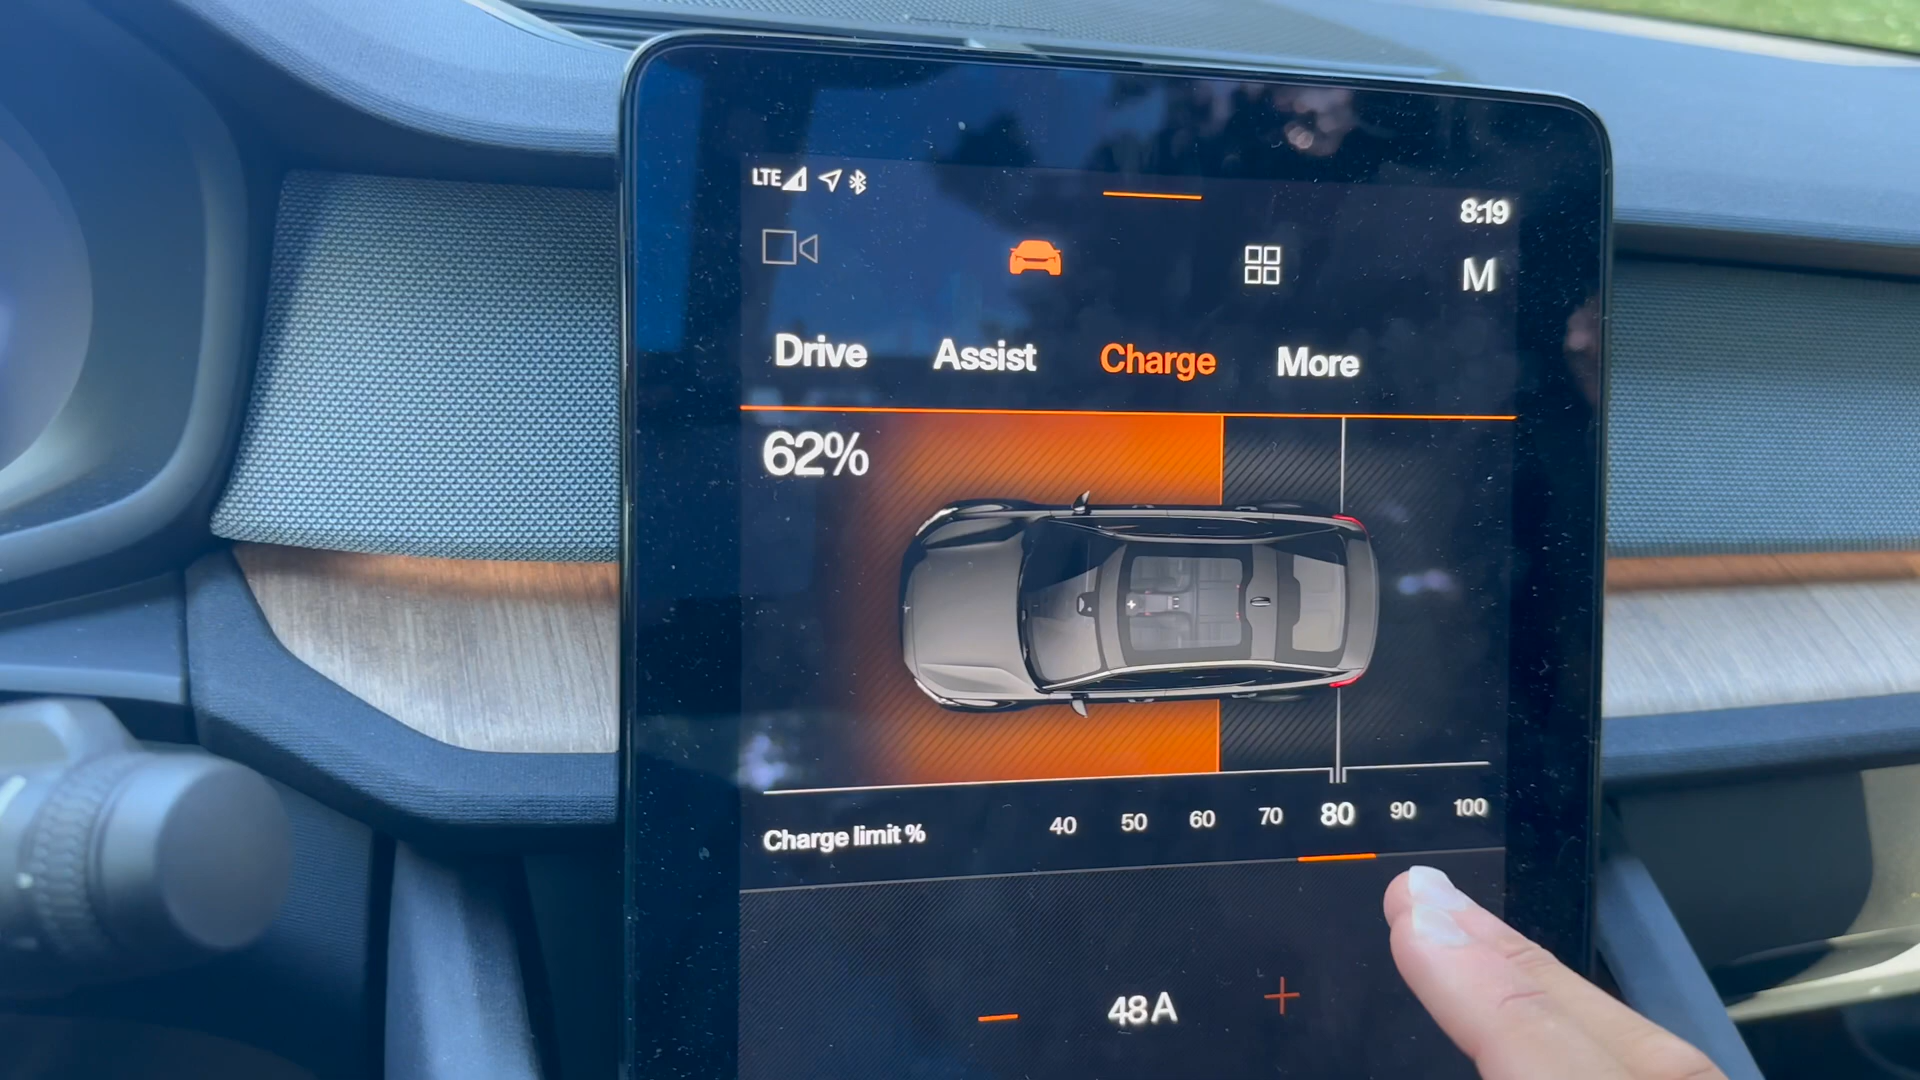 LTE
8:19
M
Drive Assist Charge More
62%
Charge limit % 40 50 60 70 80 90 100
48 A